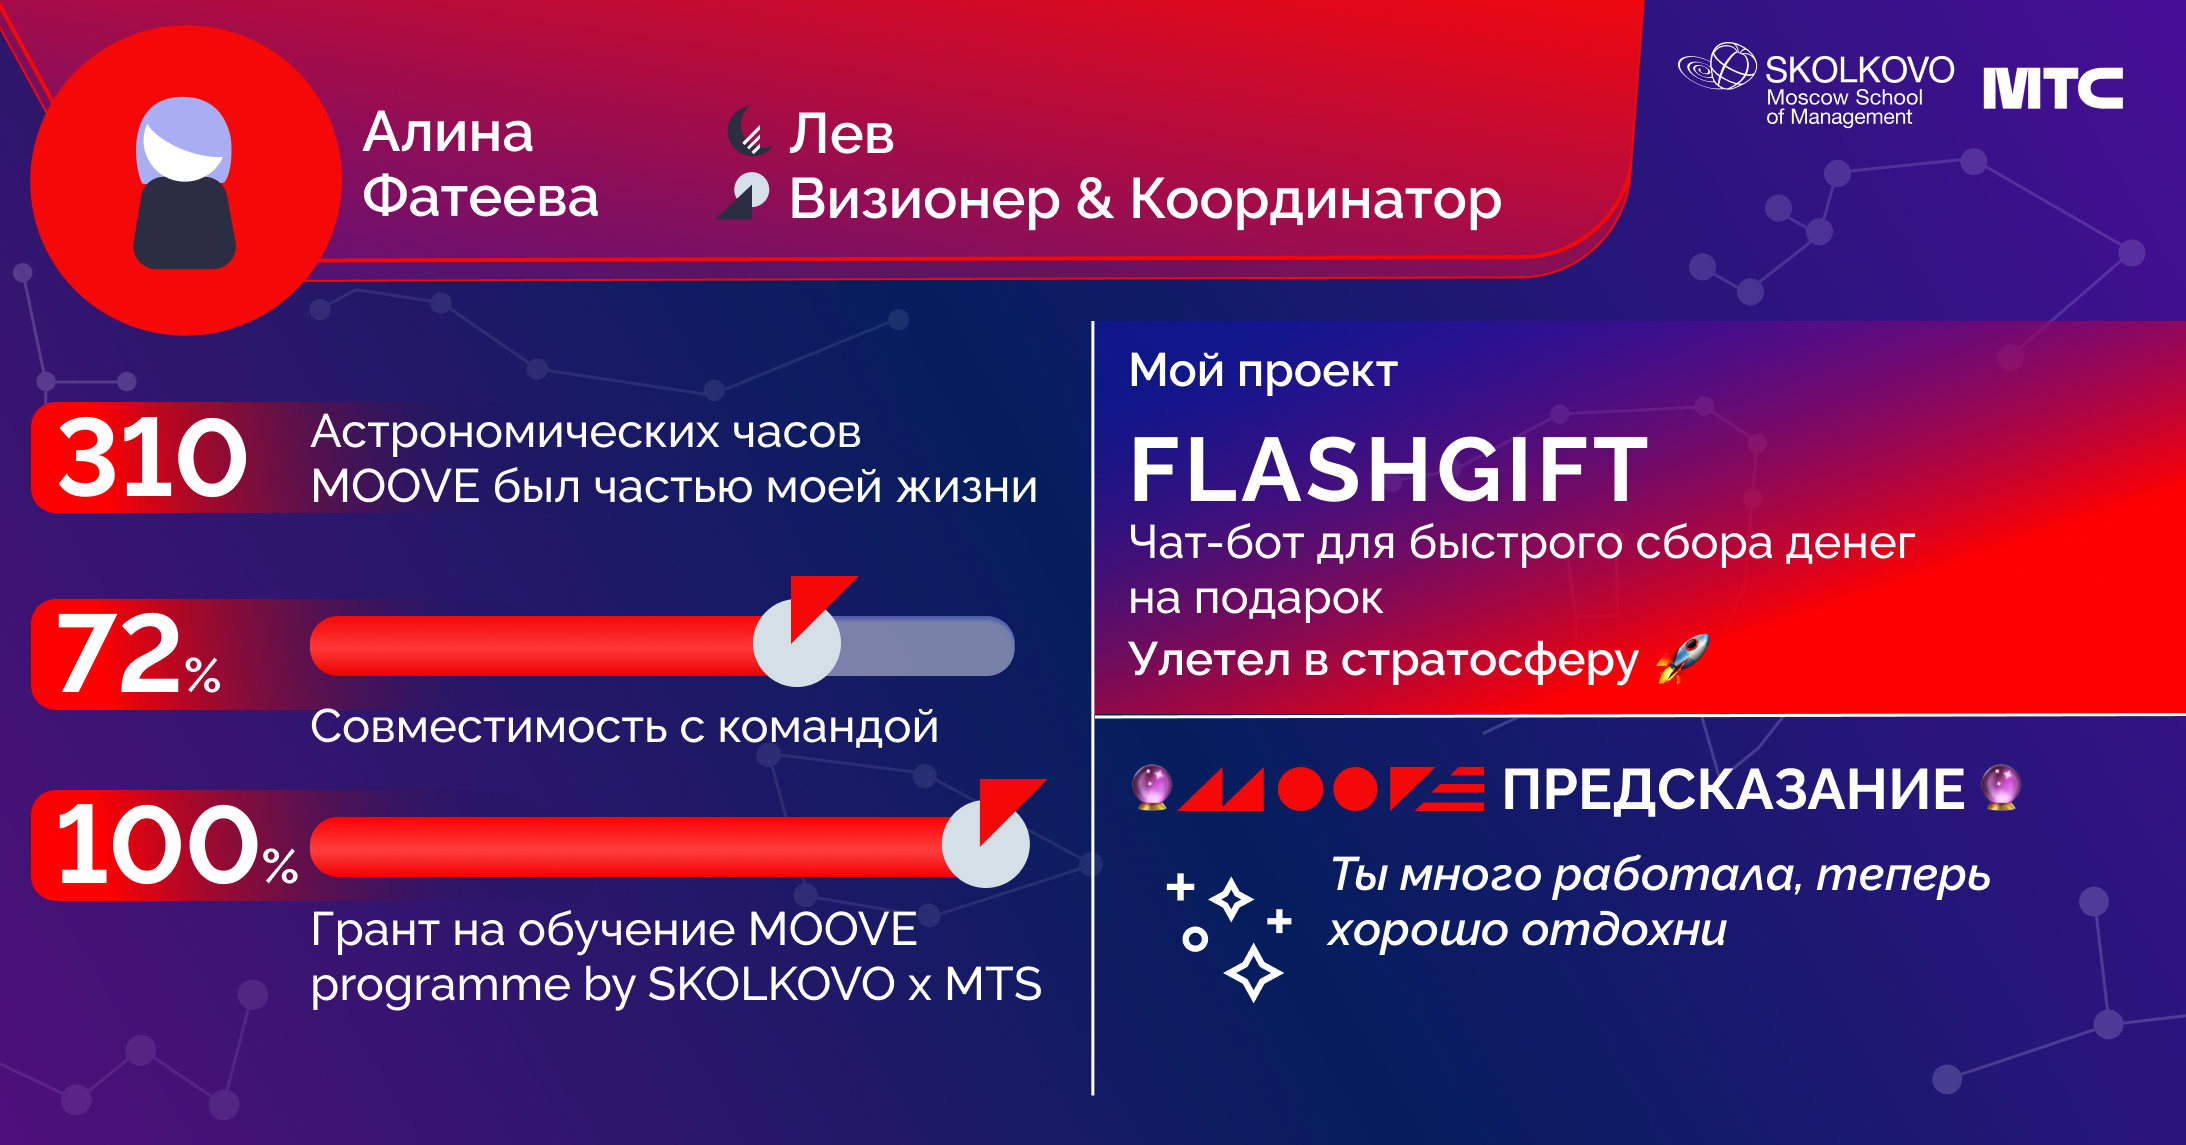 Алина
Фатеева
Лев
Визионер & Координатор
SKOLKOVO
Moscow School
of Management
МТС
310
Астрономических часов
MOOVE был частью моей жизни
72%
Совместимость с командой
100%
Грант на обучение MOOVE
programme by SKOLKOVO x MTS
Мой проект
FLASHGIFT
Чат-бот для быстрого сбора денег
на подарок
Улетел в стратосферу 🚀
🔮 MOOVE ПРЕДСКАЗАНИЕ 🔮
Ты много работала, теперь
хорошо отдохни